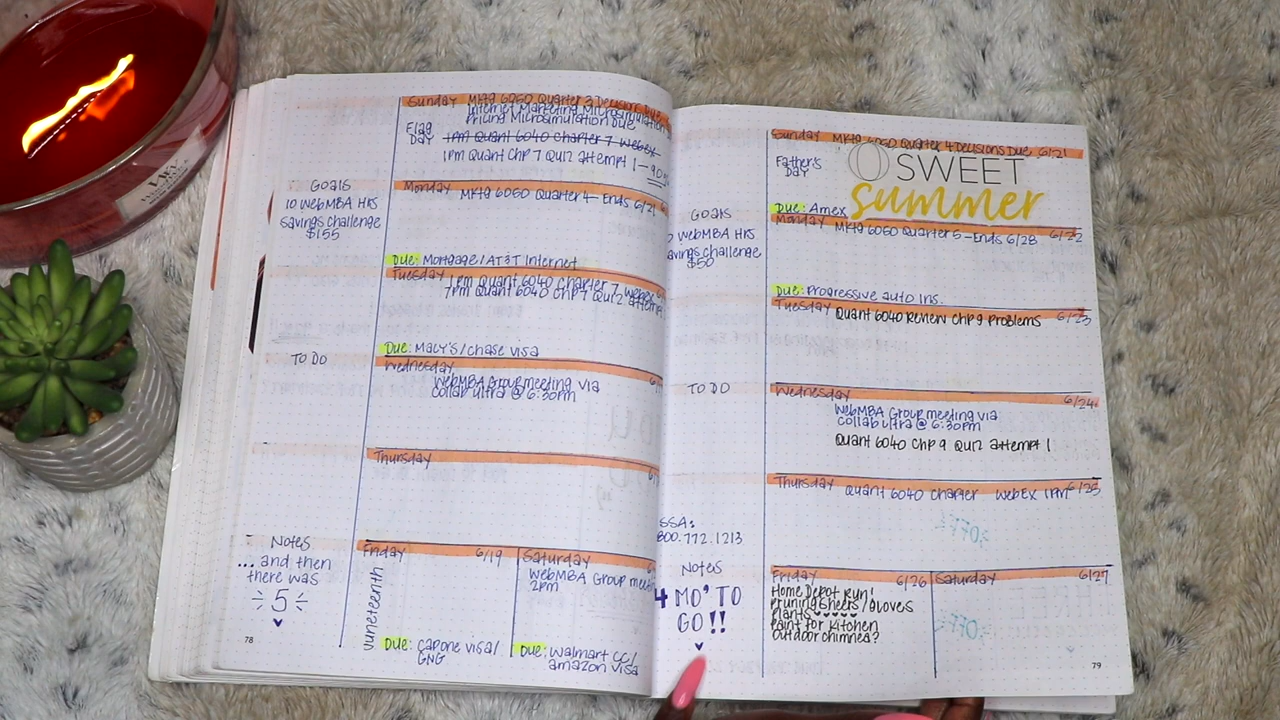 Sunday MKtg 6050 Quarter 3 Decisions Due
Internet Marketing Microsimulation
Pricing Microsimulation Due
Flag
DAY
1pm Quant 6040 Charter 7 WebEx
1pm Quant Chp 7 Quiz attempt 1-90
Goals
10 WebMBA HRS
Savings Challenge
$155
Monday MKtg 6050 Quarter 4- Ends 6/21
Due: Mortgage/AT&T Internet
Tuesday 1pm Quant 6040 Charter 7 Webex
7pm Quant 6040 Chp 7 Quiz attempt
Due: Macy's/Chase visa
TO DO
Wednesday
WebMBA Group meeting via
collab ultra @ 6:30pm
Thursday
Notes
... and then
there was
5
Friday 6/19
Juneteenth
Due: CapOne visa/
GNG
Saturday
WebMBA Group meeting
2pm
Due: Walmart CC/
amazon visa
78
Sunday MKtg 6050 Quarter 4 Decisions Due 6/21
Father's
DAY
O SWEET
summer
Due: Amex
Goals
WebMBA HRS
avings Challenge
$50
Monday MKtg 6050 Quarter 5-Ends 6/28 6/22
Due: Progressive auto Ins.
Tuesday Quant 6040 Review Chp 9 Problems 6/23
TO DO
Wednesday 6/24
WebMBA Group meeting via
collab ultra @ 6:30pm
Quant 6040 Chp 9 Quiz attempt 1
Thursday Quant 6040 Charter WebEx 1pm 6/25
SSA:
800.772.1213
Notes
4 MO' TO
GO!!
Friday 6/26
Home Depot Run!
Pruning Sheers/Gloves
Plants
Paint for Kitchen
outdoor chimnea?
Saturday 6/27
79